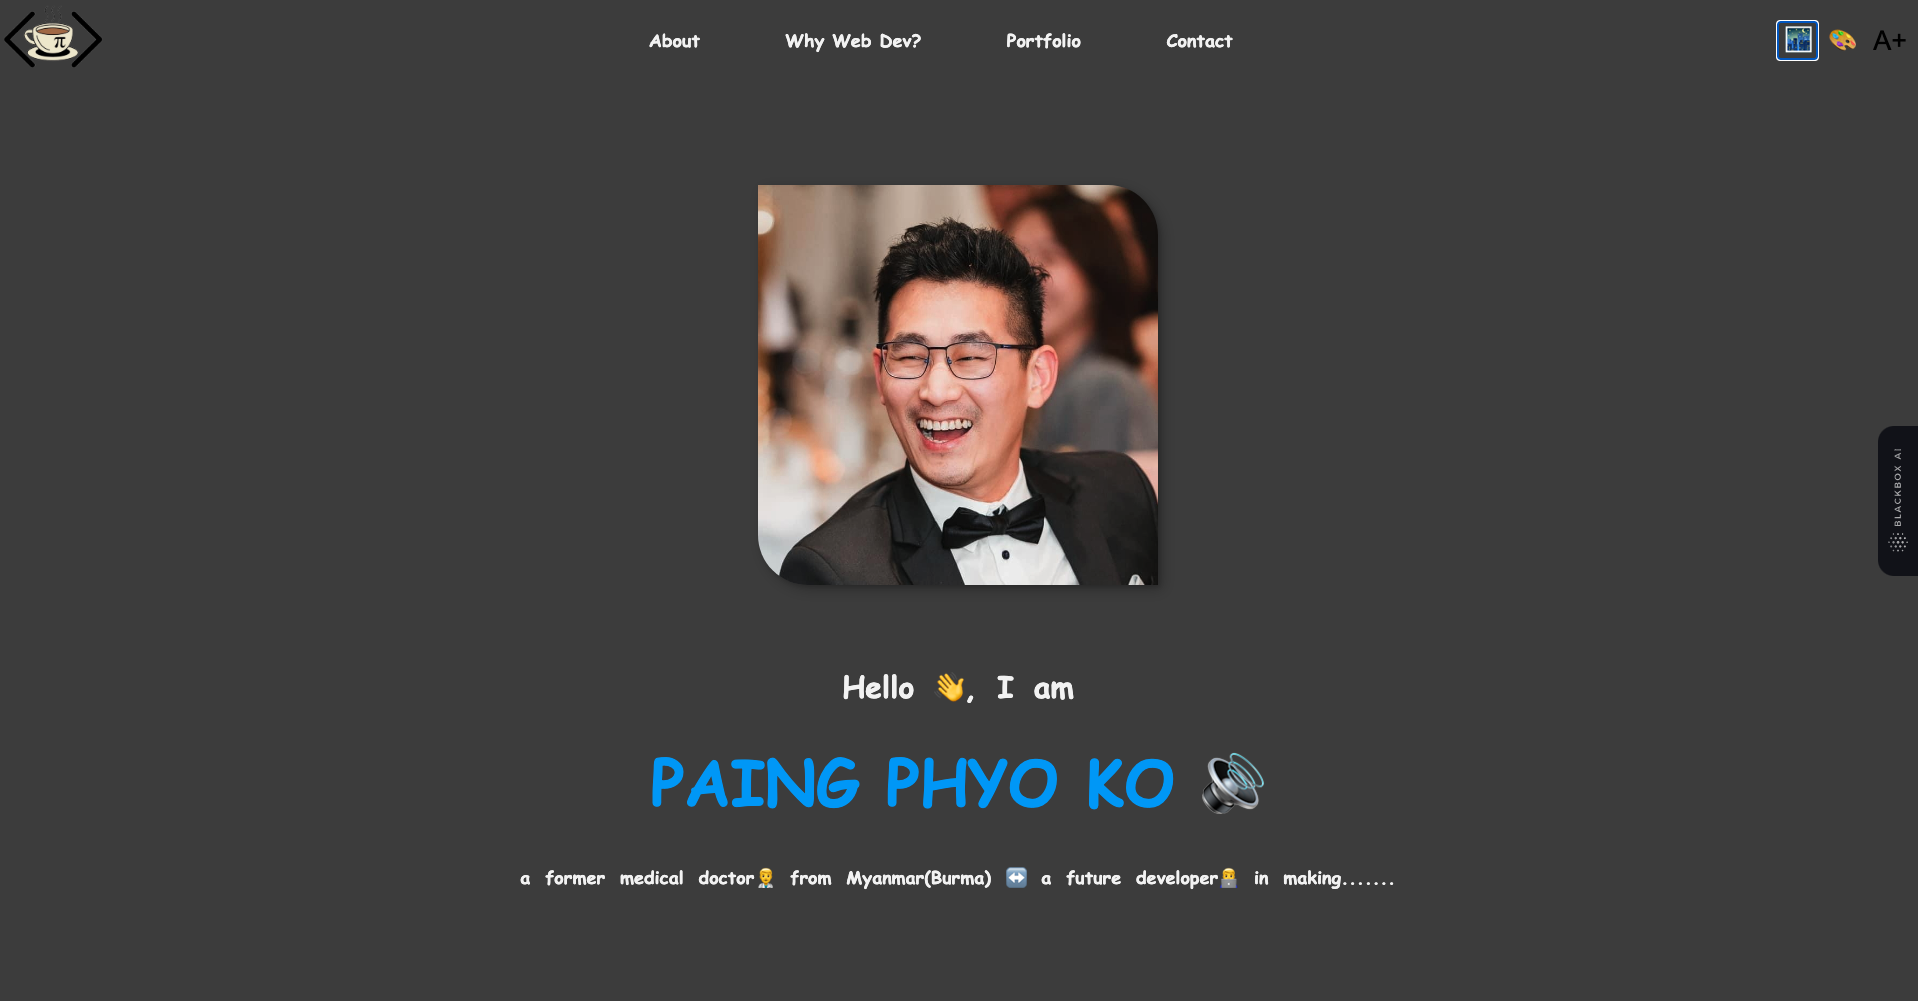 π
About Why Web Dev? Portfolio Contact
A+
BLACKBOX AI
Hello 👋, I am
PAING PHYO KO 🔊
a former medical doctor👨‍⚕️ from Myanmar(Burma) ↔️ a future developer👨‍💻 in making.......